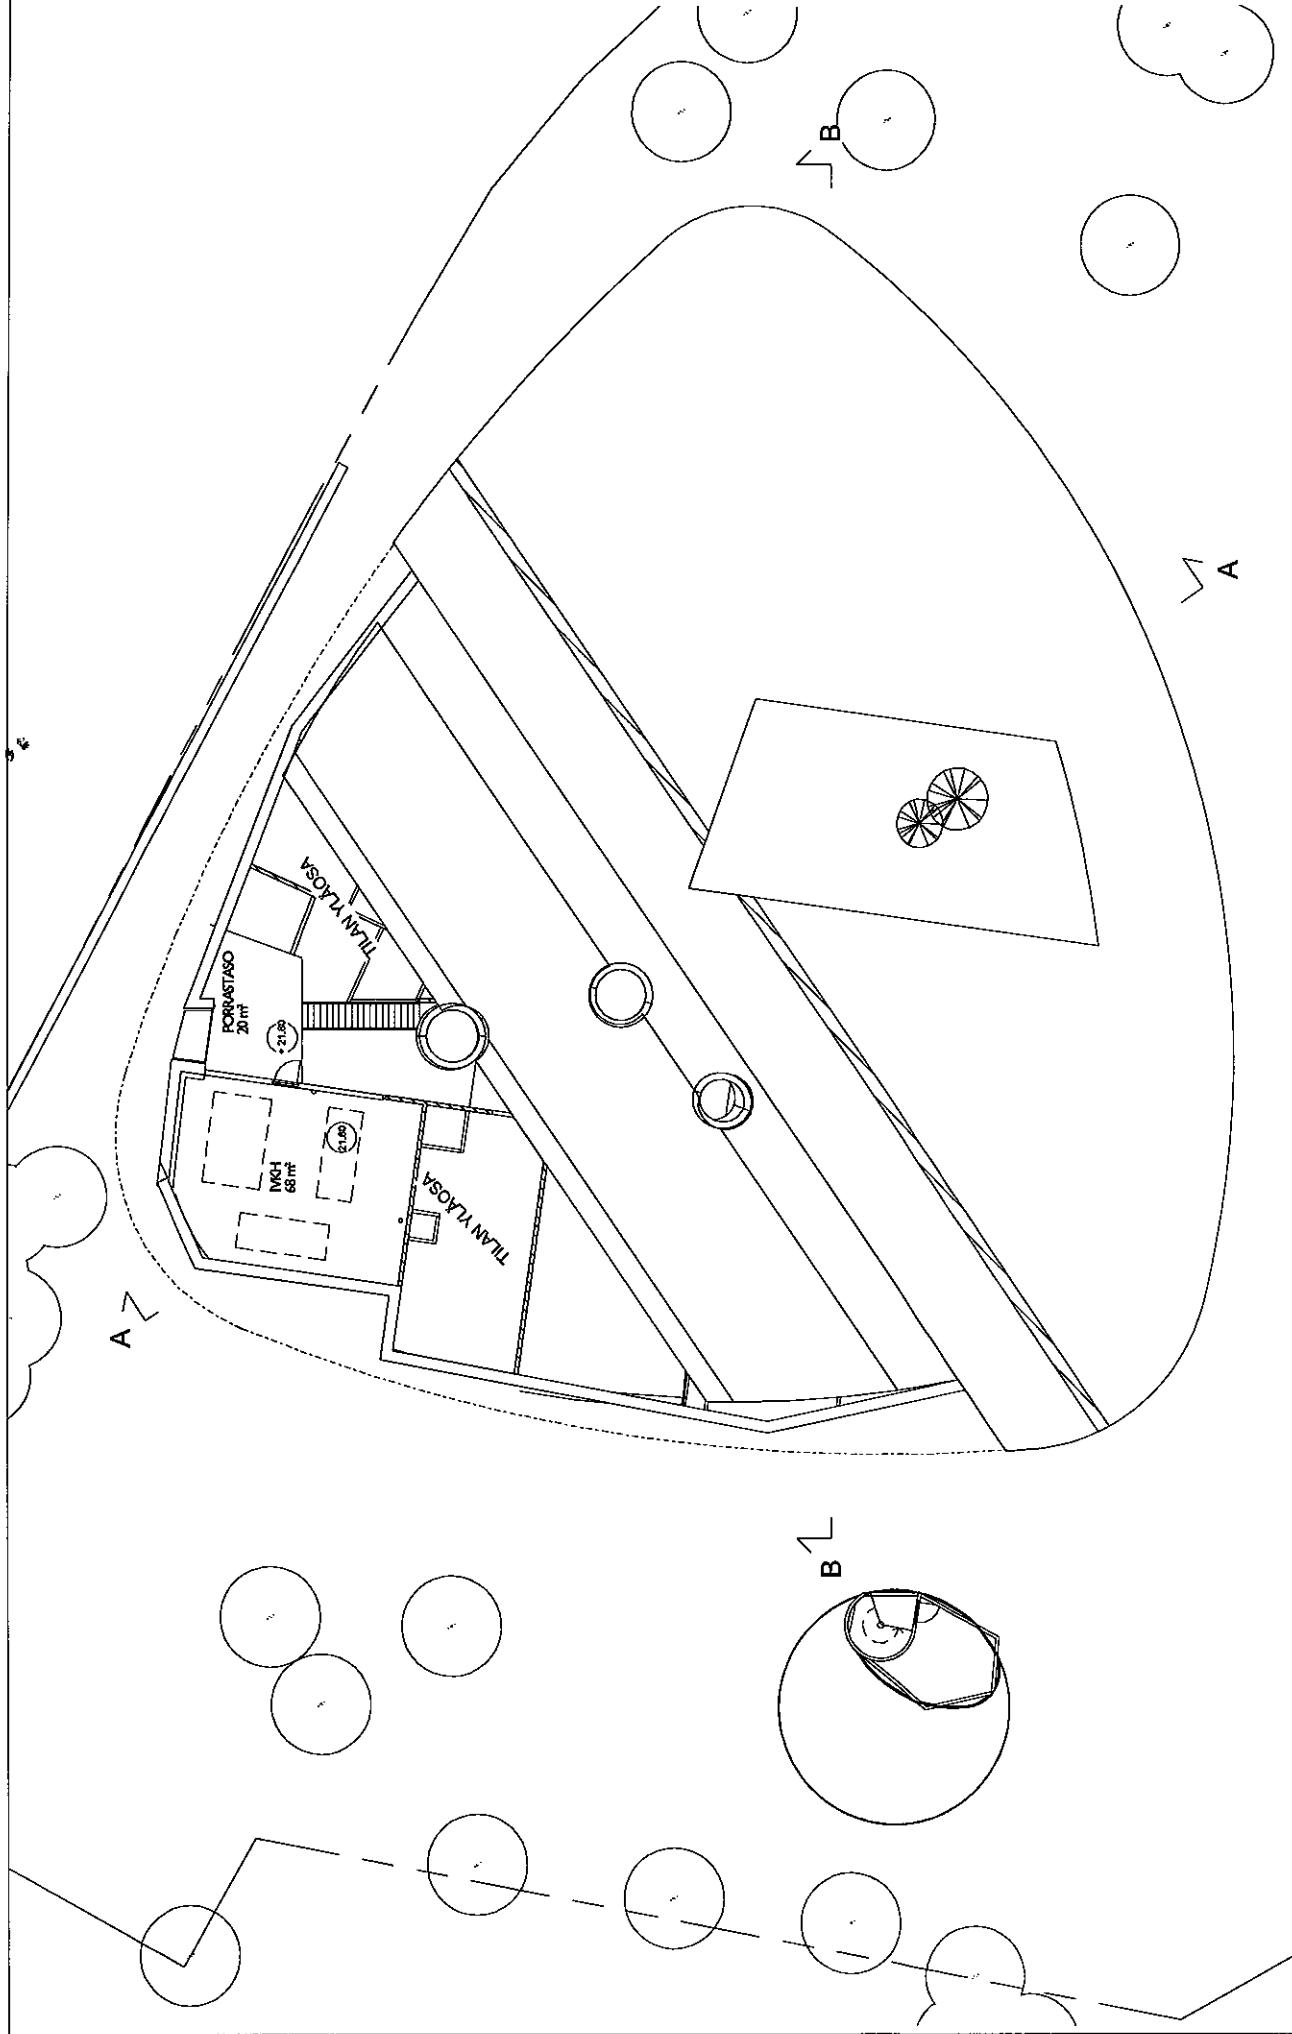 B
A
TILAN YLÄOSA
PORRASTASO
20 m²
+ 21.60
21.60
IVKH
68 m²
TILAN YLÄOSA
A
B